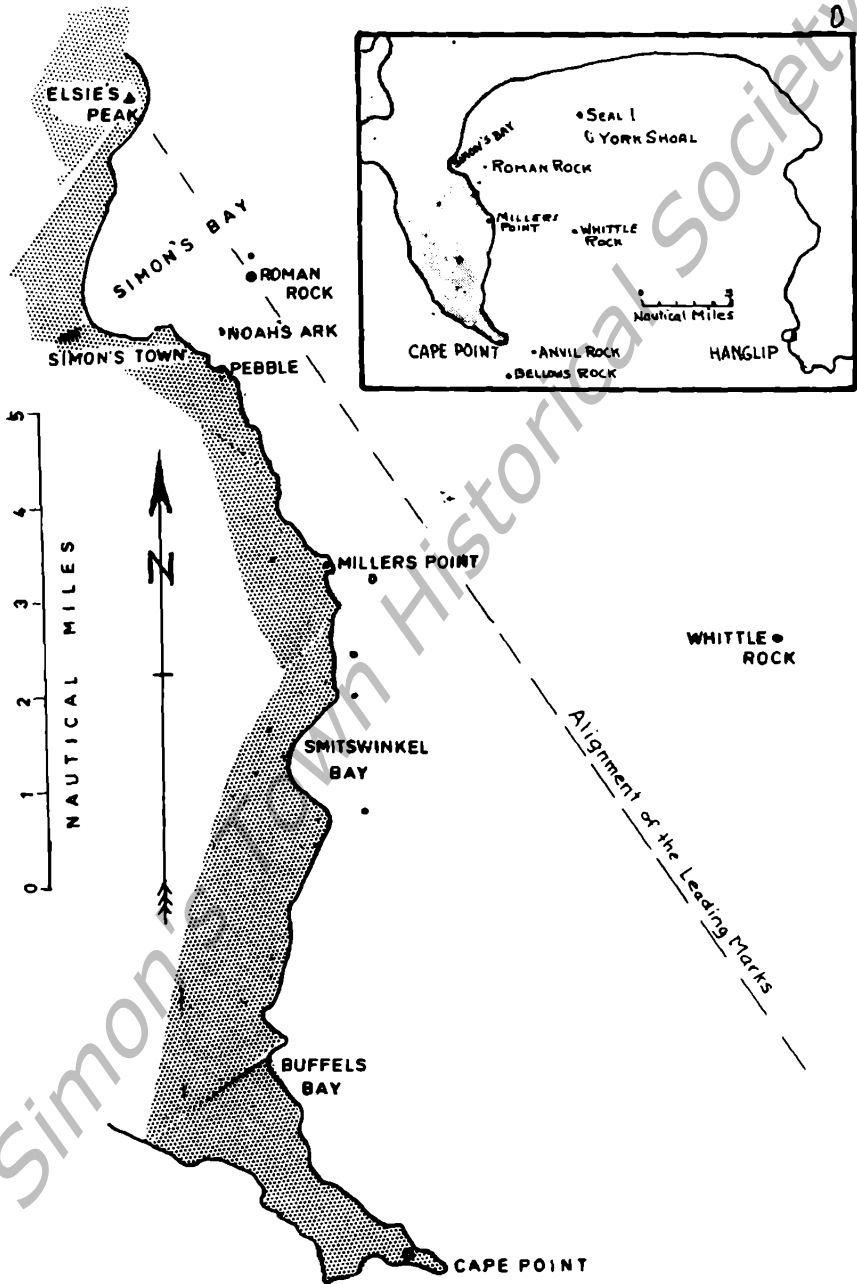 ELSIE'S
PEAK
SIMON'S BAY
ROMAN
ROCK
NOAH'S ARK
SIMON'S TOWN
PEBBLE
MILLERS POINT
WHITTLE
ROCK
SMITSWINKEL
BAY
Alignment of the Leading Marks
BUFFELS
BAY
CAPE POINT
5
4
3
2
1
0
NAUTICAL MILES
N
D
SEAL I
YORK SHOAL
SIMON'S BAY
ROMAN ROCK
MILLERS
POINT
WHITTLE
ROCK
0 5
Nautical Miles
CAPE POINT
ANVIL ROCK
BELLOWS ROCK
HANGLIP
Simon's Town Historical Society